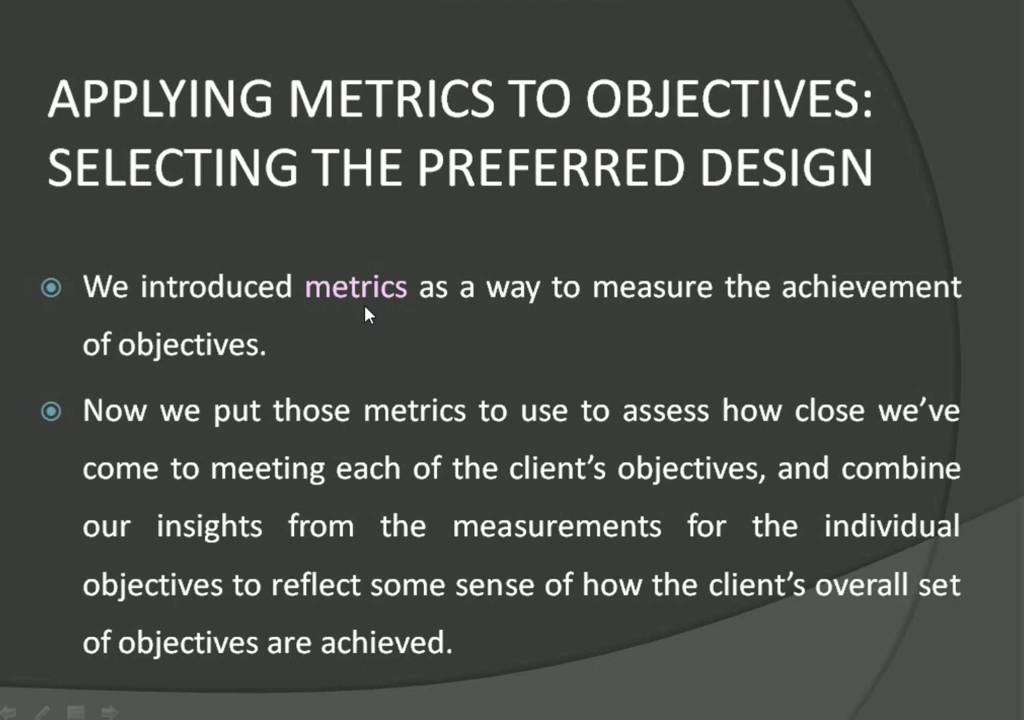 APPLYING METRICS TO OBJECTIVES:
SELECTING THE PREFERRED DESIGN
We introduced metrics as a way to measure the achievement
of objectives.
Now we put those metrics to use to assess how close we’ve
come to meeting each of the client’s objectives, and combine
our insights from the measurements for the individual
objectives to reflect some sense of how the client’s overall set
of objectives are achieved.